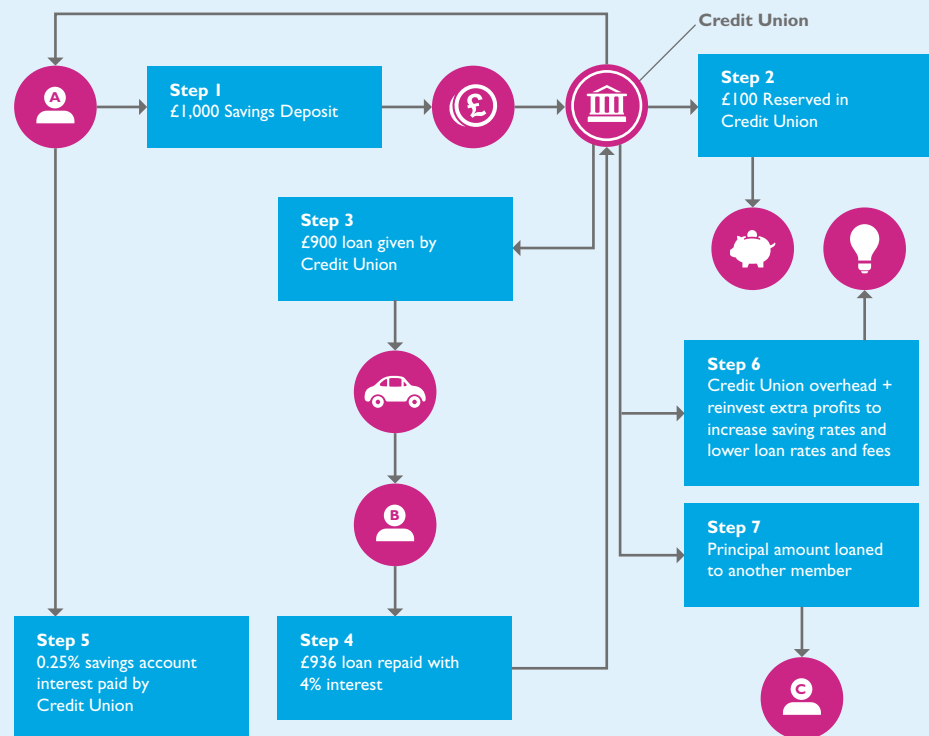 Credit Union
A
Step 1
£1,000 Savings Deposit
£
Step 2
£100 Reserved in
Credit Union
Step 3
£900 loan given by
Credit Union
Step 6
Credit Union overhead +
reinvest extra profits to
increase saving rates and
lower loan rates and fees
B
Step 7
Principal amount loaned
to another member
Step 5
0.25% savings account
interest paid by
Credit Union
Step 4
£936 loan repaid with
4% interest
C